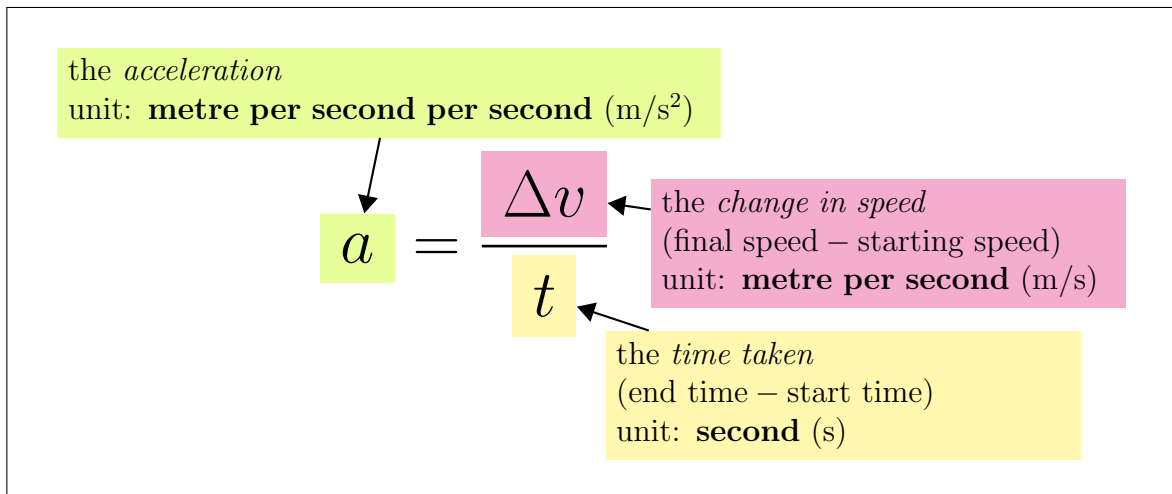 the acceleration
unit: metre per second per second (m/s²)
a = Δv / t
the change in speed
(final speed – starting speed)
unit: metre per second (m/s)
the time taken
(end time – start time)
unit: second (s)